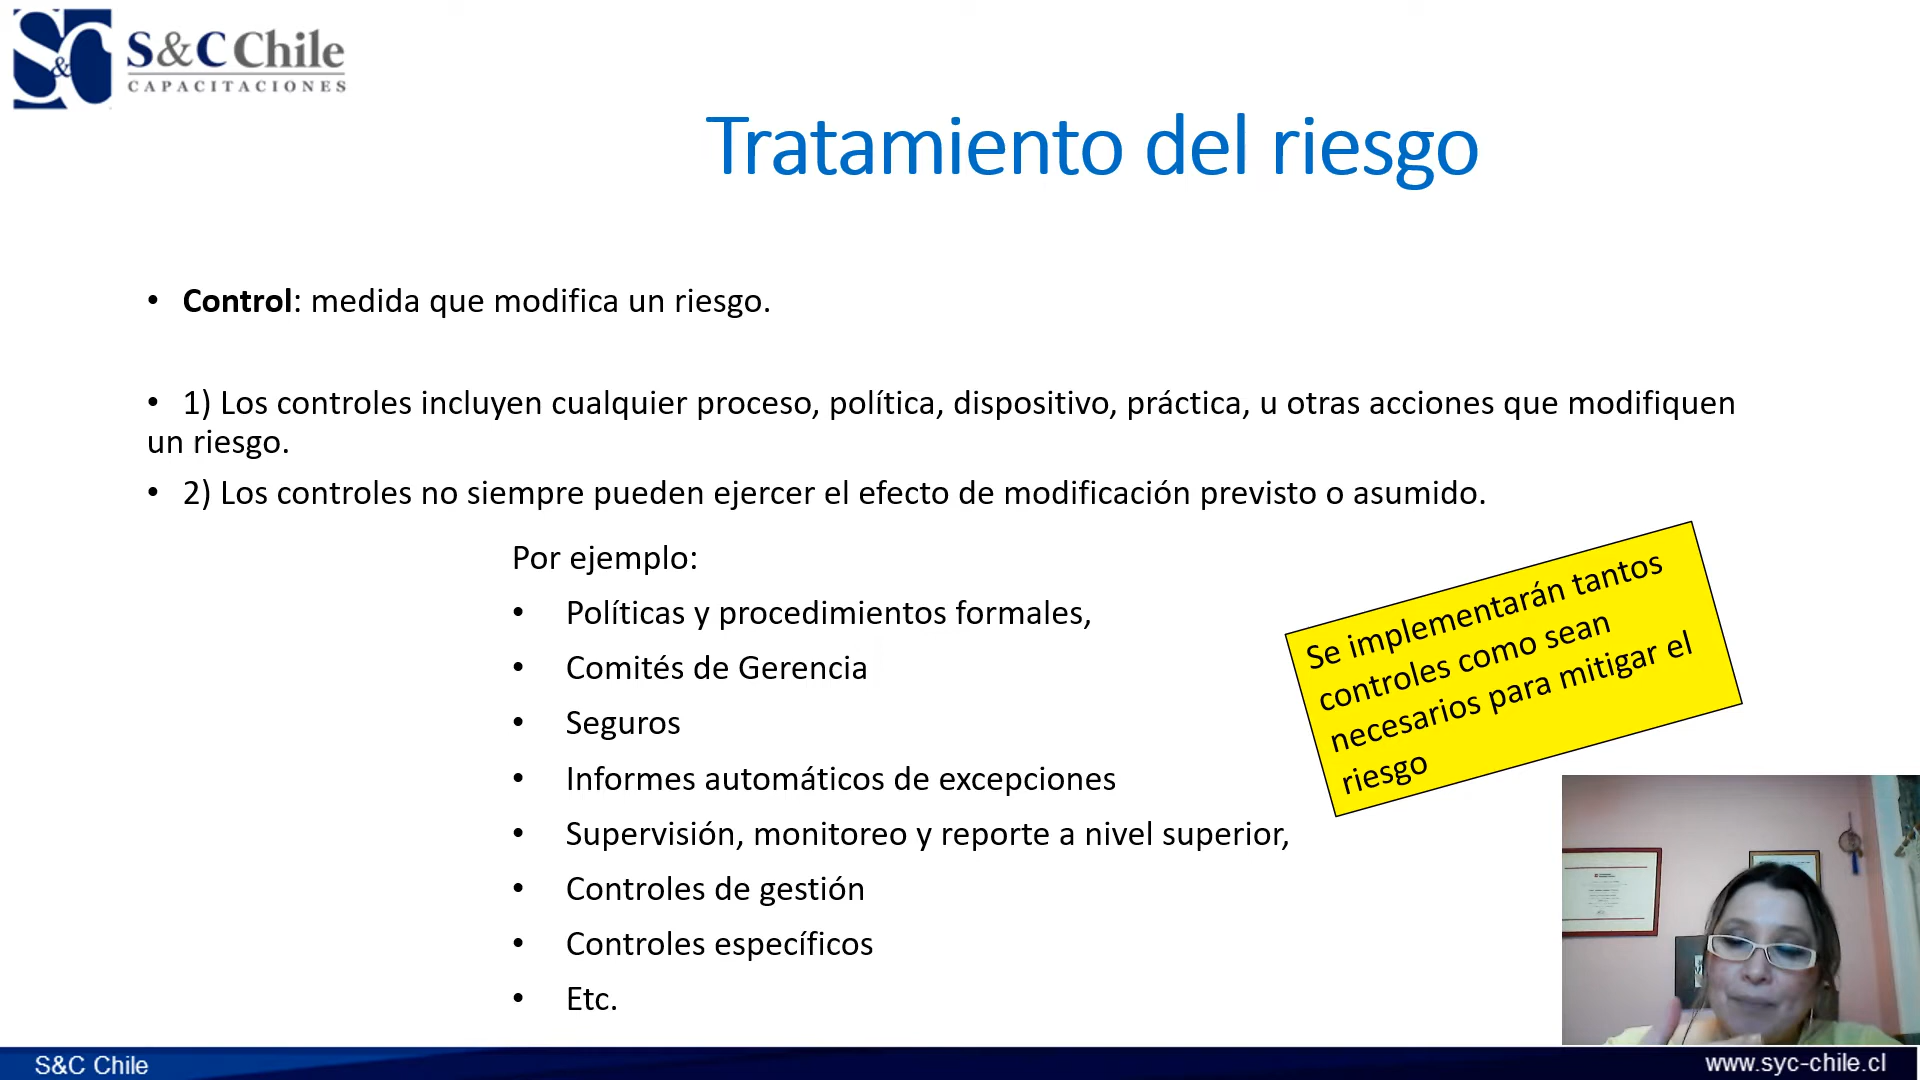 S&C Chile
CAPACITACIONES
Tratamiento del riesgo
• Control: medida que modifica un riesgo.
• 1) Los controles incluyen cualquier proceso, política, dispositivo, práctica, u otras acciones que modifiquen
un riesgo.
• 2) Los controles no siempre pueden ejercer el efecto de modificación previsto o asumido.
Por ejemplo:
• Políticas y procedimientos formales,
• Comités de Gerencia
• Seguros
• Informes automáticos de excepciones
• Supervisión, monitoreo y reporte a nivel superior,
• Controles de gestión
• Controles específicos
• Etc.
Se implementarán tantos
controles como sean
necesarios para mitigar el
riesgo
S&C Chile
www.syc-chile.cl